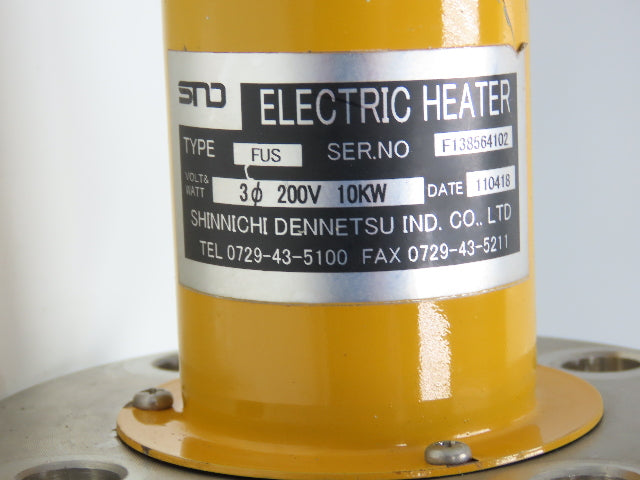 SND ELECTRIC HEATER
TYPE FUS SER.NO F138564102
VOLT& WATT 3φ 200V 10KW DATE 110418
SHINNICHI DENNETSU IND. CO., LTD
TEL 0729-43-5100 FAX 0729-43-5211